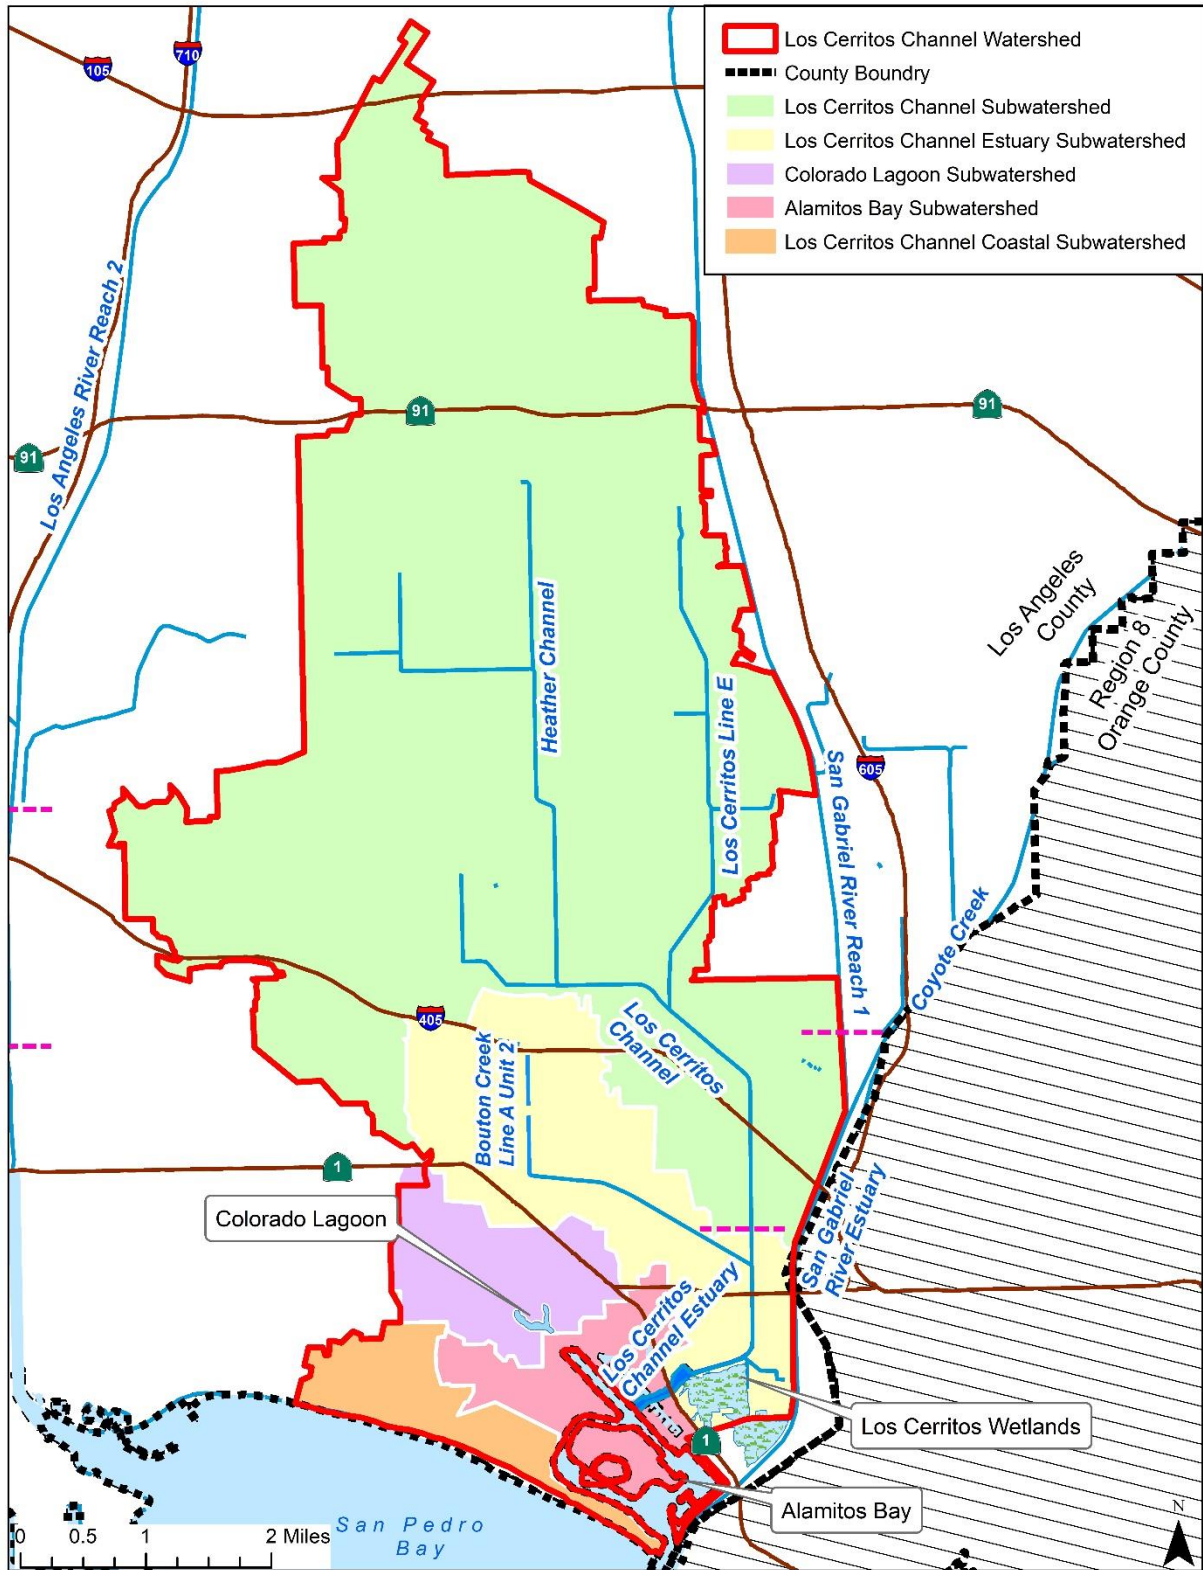 Los Cerritos Channel Watershed
County Boundry
Los Cerritos Channel Subwatershed
Los Cerritos Channel Estuary Subwatershed
Colorado Lagoon Subwatershed
Alamitos Bay Subwatershed
Los Cerritos Channel Coastal Subwatershed
710
105
Los Angeles River Reach 2
91
91
91
Los Angeles
County
Region 8
Orange County
Heather Channel
Los Cerritos Line E
San Gabriel River Reach 1
605
Coyote Creek
405
Los Cerritos
Channel
Bouton Creek
Line A Unit 2
1
Colorado Lagoon
San Gabriel
River Estuary
Los Cerritos
Channel Estuary
Los Cerritos Wetlands
1
Alamitos Bay
San Pedro
Bay
0 0.5 1 2 Miles
N